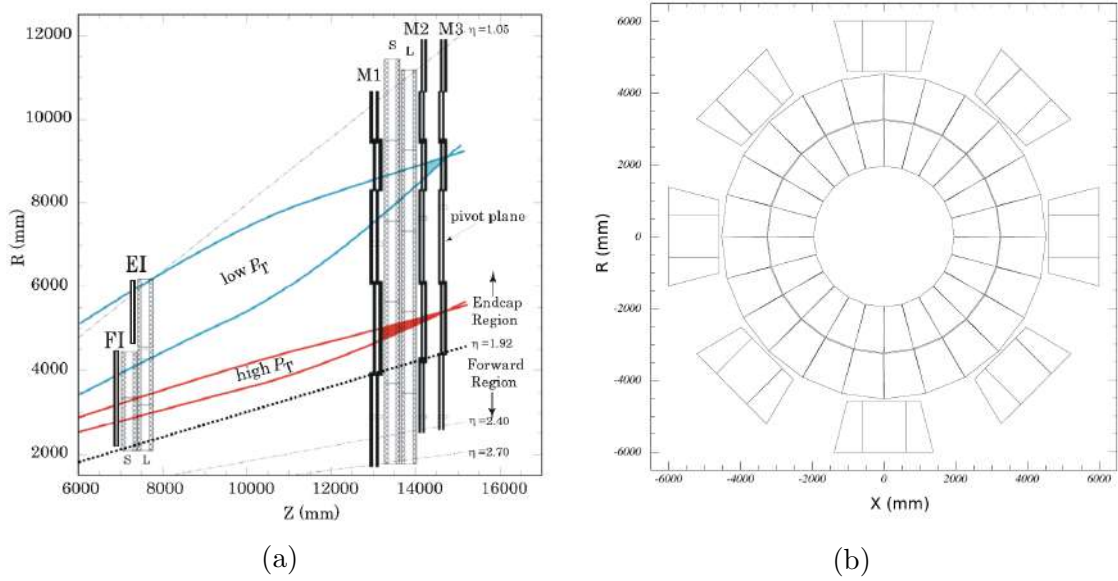 12000
10000
8000
6000
4000
2000
R (mm)
M2 M3
η=1.05
S
L
M1
pivot plane
low P_T
EI
Endcap
Region
FI
η=1.92
high P_T
Forward
Region
η=2.40
η=2.70
S L
6000 8000 10000 12000 14000 16000
Z (mm)
(a)
6000
4000
2000
0
-2000
-4000
-6000
R (mm)
-6000 -4000 -2000 0 2000 4000 6000
X (mm)
(b)